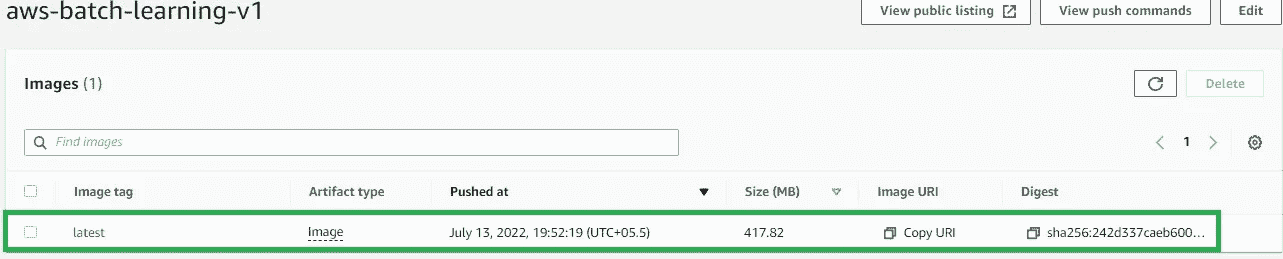 aws-batch-learning-v1 View public listing View push commands Edit
Images (1) Delete
Find images 1
Image tag Artifact type Pushed at Size (MB) Image URI Digest
latest Image July 13, 2022, 19:52:19 (UTC+05.5) 417.82 Copy URI sha256:242d337caeb600...